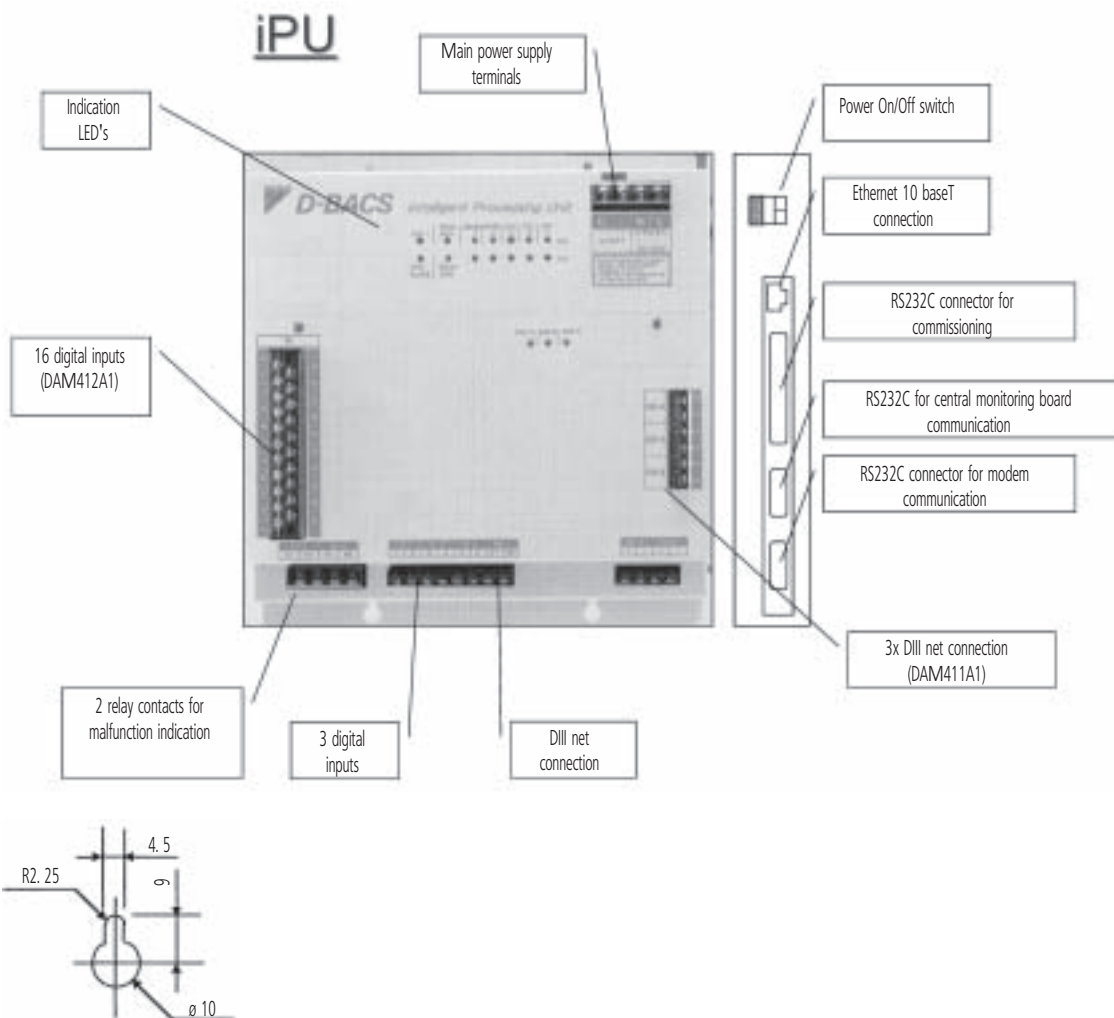 iPU
Main power supply
terminals
Indication
LED's
Power On/Off switch
Ethernet 10 baseT
connection
D-BACS Intelligent Processing Unit
RS232C connector for
commissioning
16 digital inputs
(DAM412A1)
RS232C for central monitoring board
communication
RS232C connector for modem
communication
3x DIII net connection
(DAM411A1)
2 relay contacts for
malfunction indication
3 digital
inputs
DIII net
connection
4. 5
R2. 25
9
ø 10